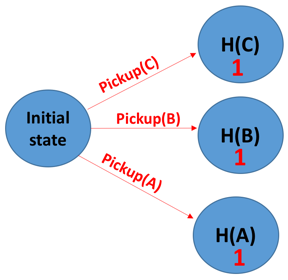 H(C)
1
Pickup(C)
Initial
state
Pickup(B)
H(B)
1
Pickup(A)
H(A)
1